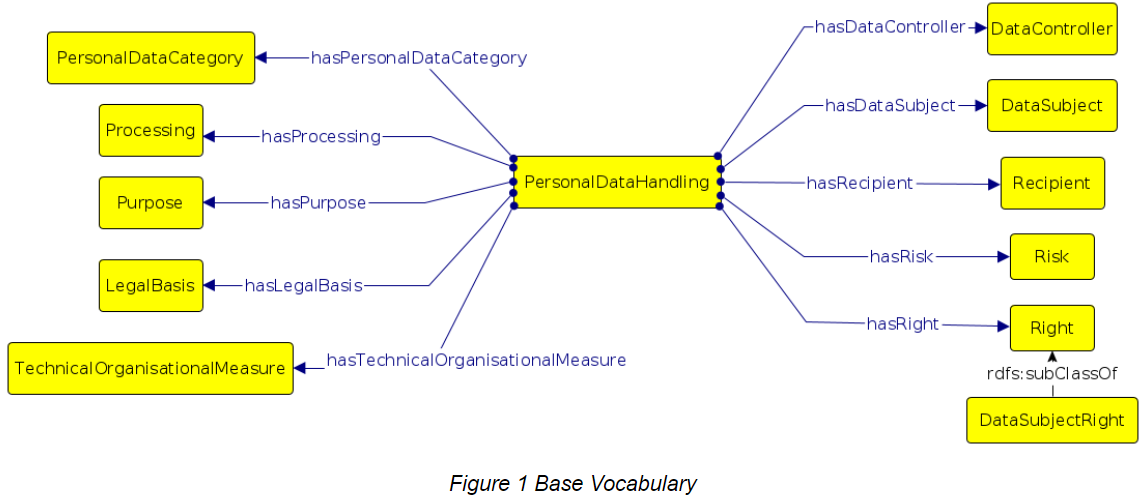 hasDataController
DataController
PersonalDataCategory
hasPersonalDataCategory
hasDataSubject
DataSubject
Processing
hasProcessing
PersonalDataHandling
hasRecipient
Recipient
Purpose
hasPurpose
hasRisk
Risk
LegalBasis
hasLegalBasis
hasRight
Right
TechnicalOrganisationalMeasure
hasTechnicalOrganisationalMeasure
rdfs:subClassOf
DataSubjectRight
Figure 1 Base Vocabulary